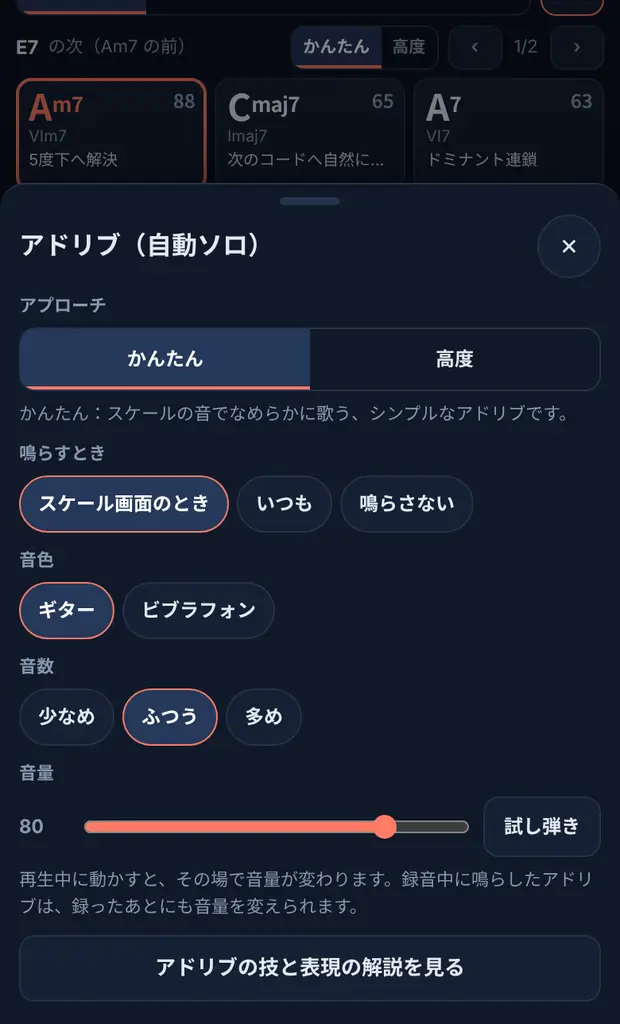 E7 の次（Am7 の前）
かんたん 高度 ‹ 1/2 ›
Am7 88
VIm7
5度下へ解決
Cmaj7 65
Imaj7
次のコードへ自然に…
A7 63
VI7
ドミナント連鎖
アドリブ（自動ソロ）
×
アプローチ
かんたん 高度
かんたん：スケールの音でなめらかに歌う、シンプルなアドリブです。
鳴らすとき
スケール画面のとき いつも 鳴らさない
音色
ギター ビブラフォン
音数
少なめ ふつう 多め
音量
80 試し弾き
再生中に動かすと、その場で音量が変わります。録音中に鳴らしたアドリ
ブは、録ったあとにも音量を変えられます。
アドリブの技と表現の解説を見る